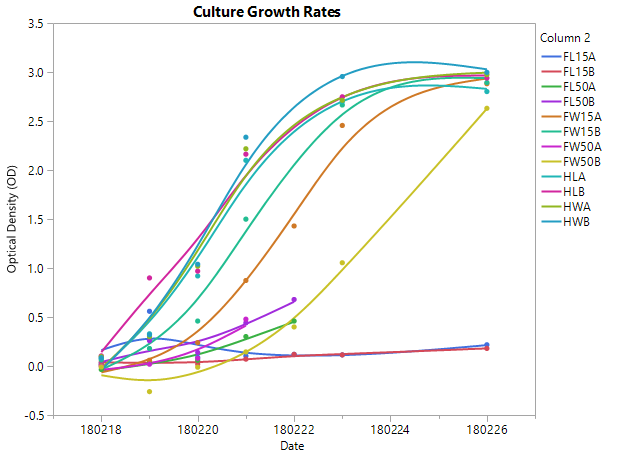 Culture Growth Rates
3.5
3.0
2.5
2.0
1.5
1.0
0.5
0.0
-0.5
Optical Density (OD)
180218
180220
180222
180224
180226
Date
Column 2
FL15A
FL15B
FL50A
FL50B
FW15A
FW15B
FW50A
FW50B
HLA
HLB
HWA
HWB